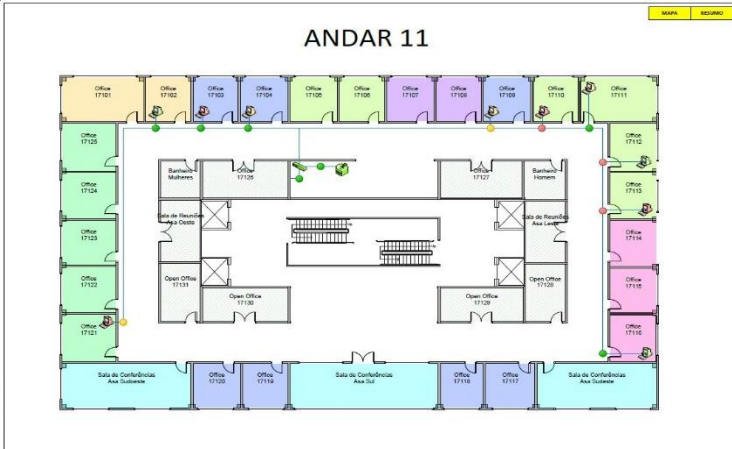 MAPA
RESUMO
ANDAR 11
Office
17101
Office
17102
Office
17103
Office
17104
Office
17105
Office
17106
Office
17107
Office
17108
Office
17109
Office
17110
Office
17111
Office
17125
Banheiro
Mulheres
Office
17126
Office
17127
Banheiro
Homem
Office
17112
Office
17124
Office
17113
Sala de Reuniões
Asa Oeste
Sala de Reuniões
Asa Leste
Office
17123
Office
17114
Office
17122
Open Office
17131
Open Office
17130
Open Office
17129
Open Office
17128
Office
17115
Office
17121
Office
17116
Sala de Conferências
Asa Sudoeste
Office
17120
Office
17119
Sala de Conferências
Asa Sul
Office
17118
Office
17117
Sala de Conferências
Asa Sudeste